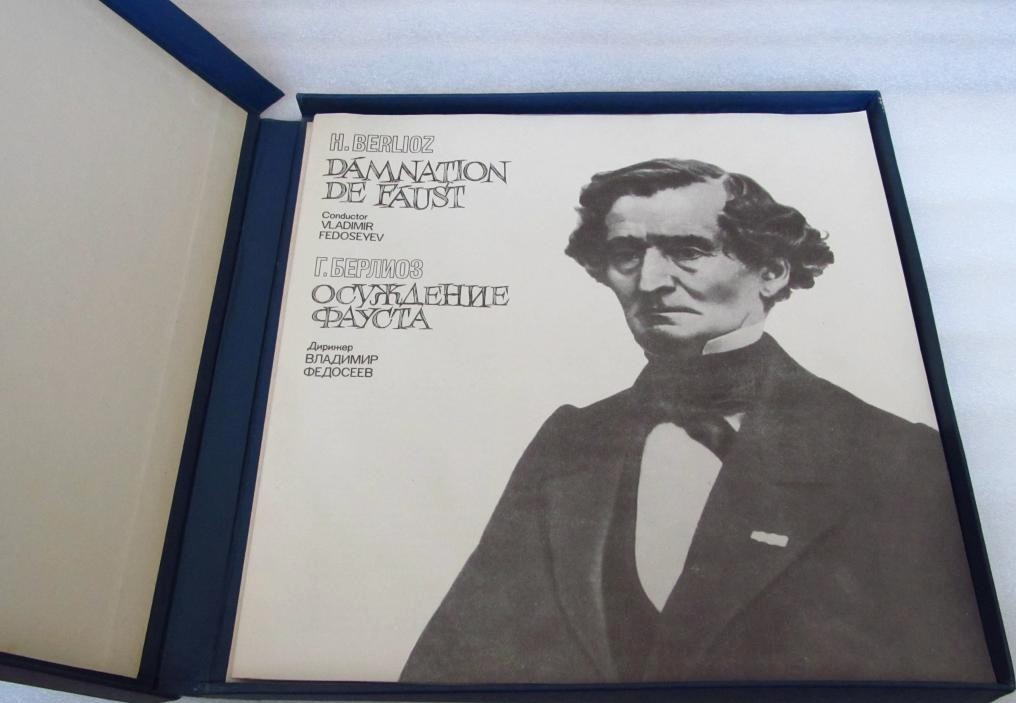 H. BERLIOZ
DÁMNATION
DE FAUST
Conductor
VLADIMIR
FEDOSEYEV
Г. БЕРЛИОЗ
ОСУЖДЕНИЕ
ФАУСТА
Дирижер
ВЛАДИМИР
ФЕДОСЕЕВ